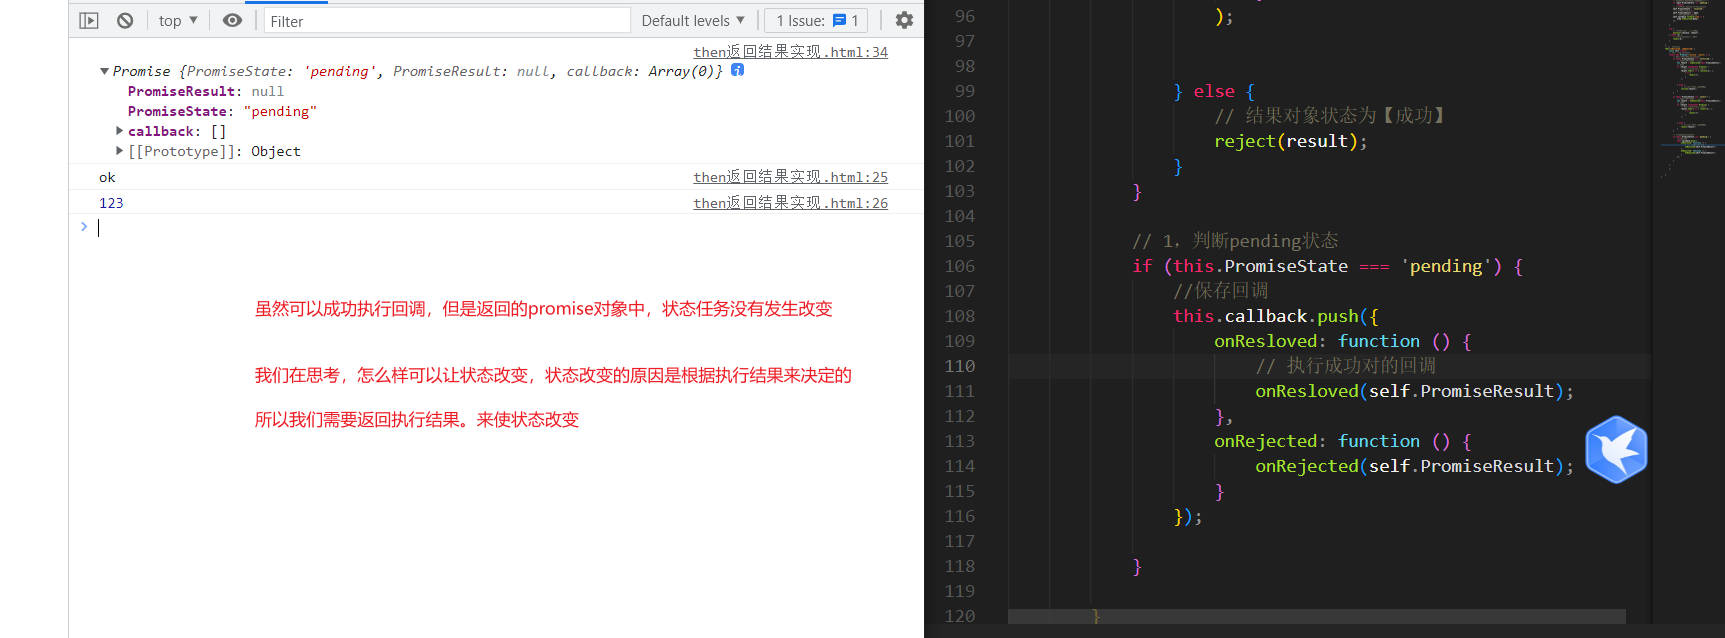 top ▼
Filter
Default levels ▼
1 Issue: 1
then返回结果实现.html:34
▼Promise {PromiseState: 'pending', PromiseResult: null, callback: Array(0)} i
PromiseResult: null
PromiseState: "pending"
▶callback: []
▶[[Prototype]]: Object
ok then返回结果实现.html:25
123 then返回结果实现.html:26
>
虽然可以成功执行回调，但是返回的promise对象中，状态任务没有发生改变
我们在思考，怎么样可以让状态改变，状态改变的原因是根据执行结果来决定的
所以我们需要返回执行结果。来使状态改变
96 );
97
98
99 } else {
100 // 结果对象状态为【成功】
101 reject(result);
102 }
103 }
104
105 // 1，判断pending状态
106 if (this.PromiseState === 'pending') {
107 //保存回调
108 this.callback.push({
109 onResloved: function () {
110 // 执行成功对的回调
111 onResloved(self.PromiseResult);
112 },
113 onRejected: function () {
114 onRejected(self.PromiseResult);
115 }
116 });
117
118 }
119
120 }